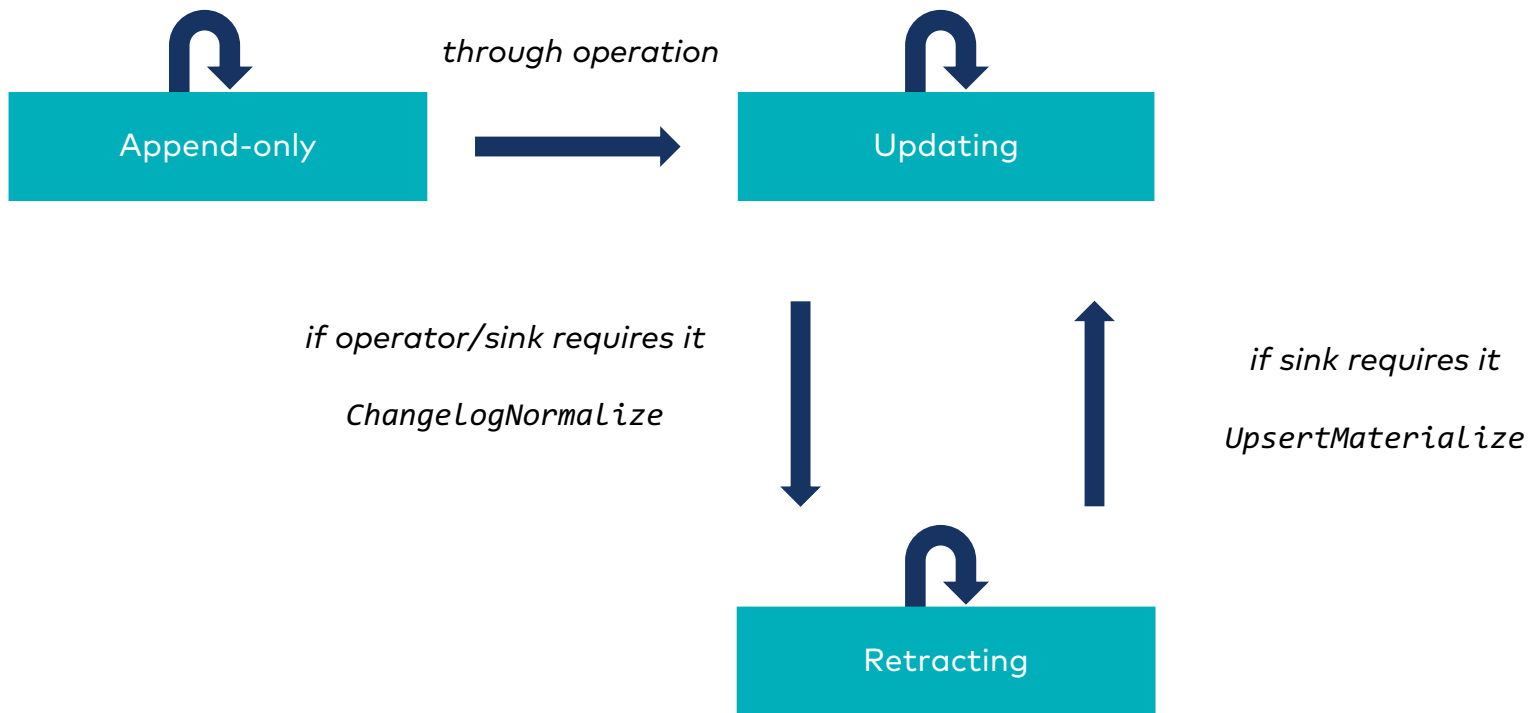 through operation
Append-only
Updating
if operator/sink requires it
ChangelogNormalize
if sink requires it
UpsertMaterialize
Retracting